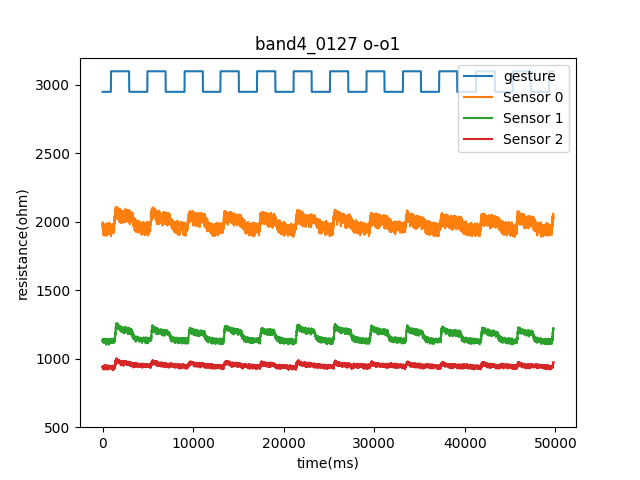 band4_0127 o-o1
gesture
Sensor 0
Sensor 1
Sensor 2
resistance(ohm)
3000
2500
2000
1500
1000
500
0
10000
20000
30000
40000
50000
time(ms)